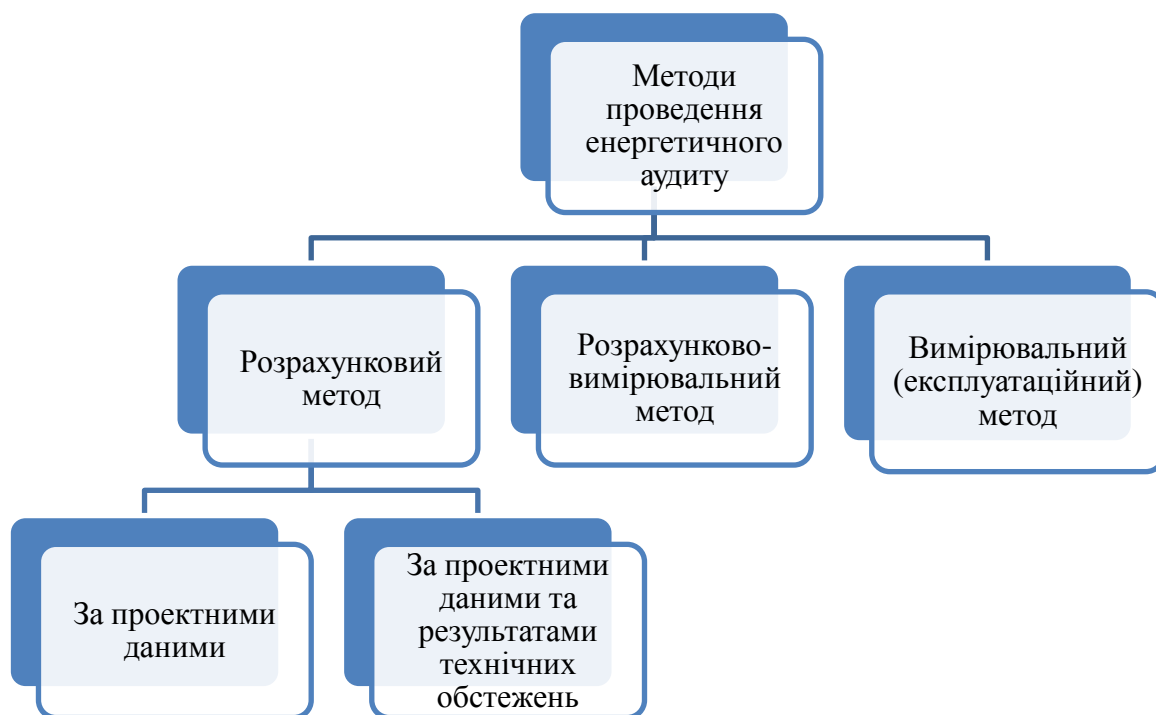 Методи
проведення
енергетичного
аудиту
Розрахунковий
метод
Розрахунково-
вимірювальний
метод
Вимірювальний
(експлуатаційний)
метод
За проектними
даними
За проектними
даними та
результатами
технічних
обстежень